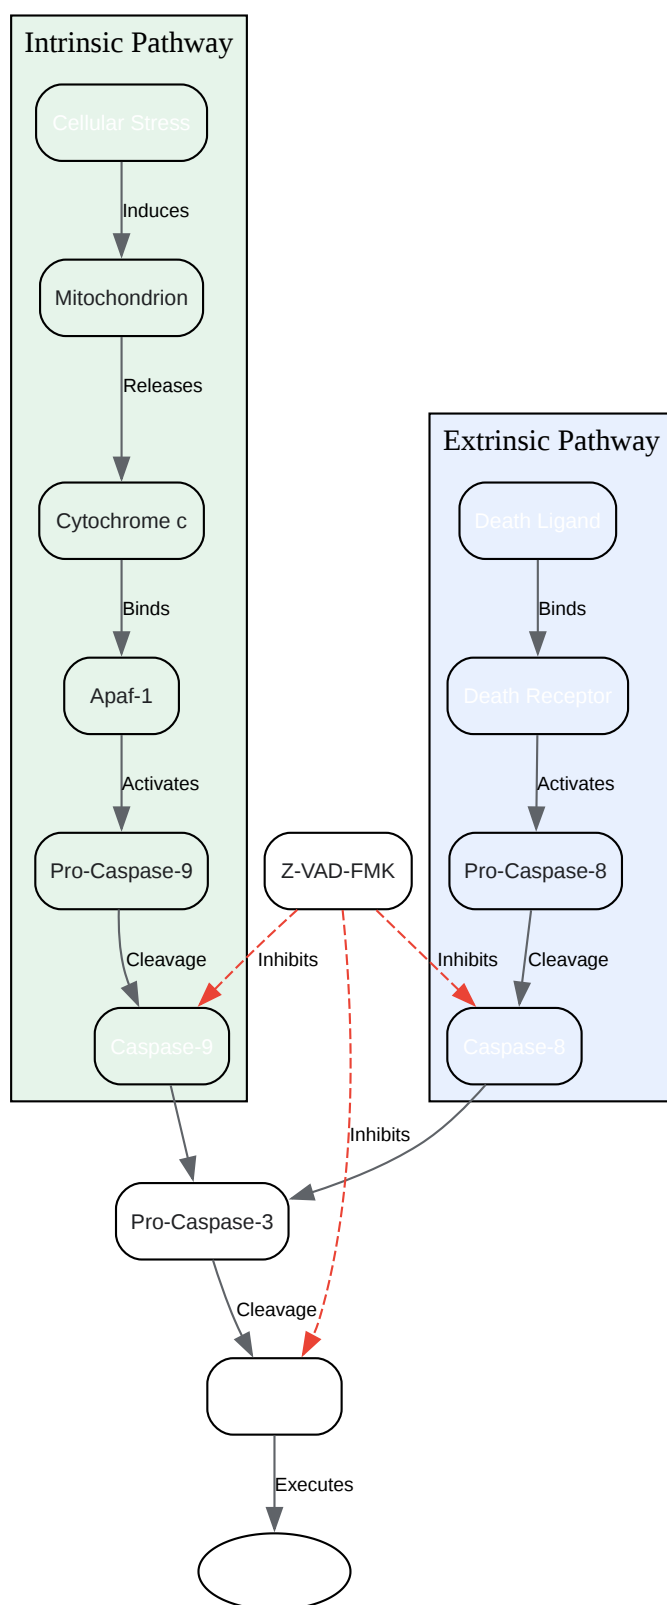 Intrinsic Pathway
Cellular Stress
Induces
Mitochondrion
Releases
Extrinsic Pathway
Cytochrome c
Death Ligand
Binds
Binds
Apaf-1
Death Receptor
Activates
Activates
Pro-Caspase-9
Z-VAD-FMK
Pro-Caspase-8
Cleavage
Inhibits
Inhibits
Cleavage
Caspase-9
Caspase-8
Inhibits
Pro-Caspase-3
Cleavage
Executes